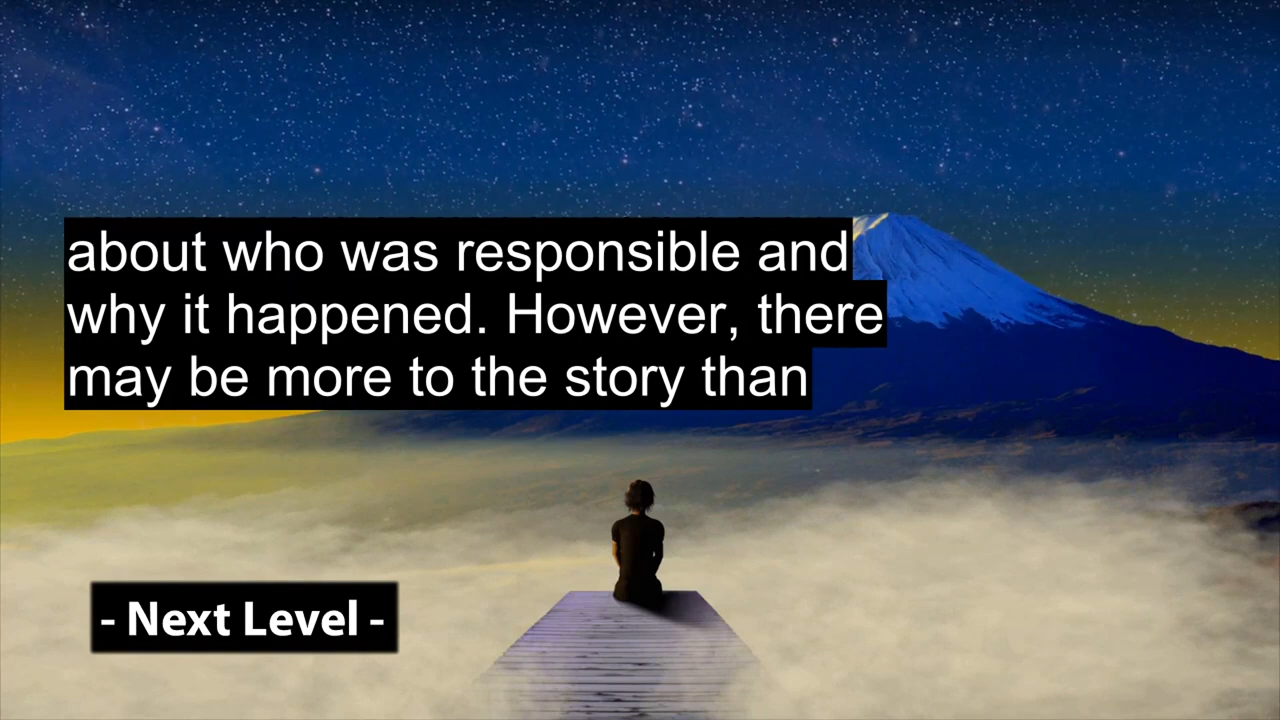 about who was responsible and
why it happened. However, there
may be more to the story than
- Next Level -